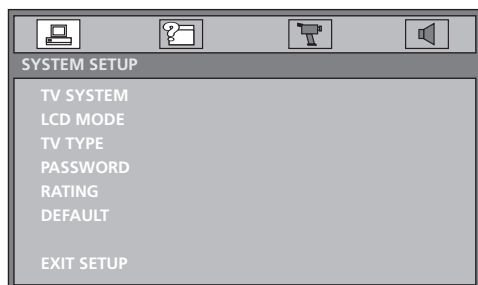 SYSTEM SETUP
TV SYSTEM
LCD MODE
TV TYPE
PASSWORD
RATING
DEFAULT
EXIT SETUP